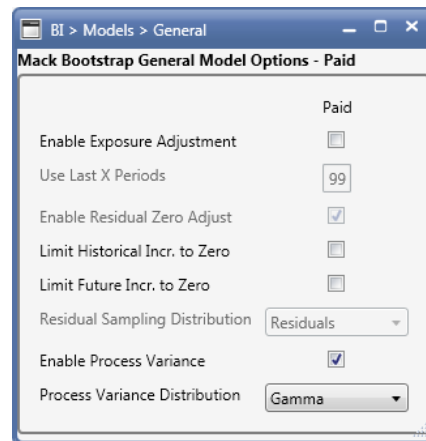 BI > Models > General
Mack Bootstrap General Model Options - Paid
Paid
Enable Exposure Adjustment
Use Last X Periods 99
Enable Residual Zero Adjust
Limit Historical Incr. to Zero
Limit Future Incr. to Zero
Residual Sampling Distribution Residuals
Enable Process Variance
Process Variance Distribution Gamma